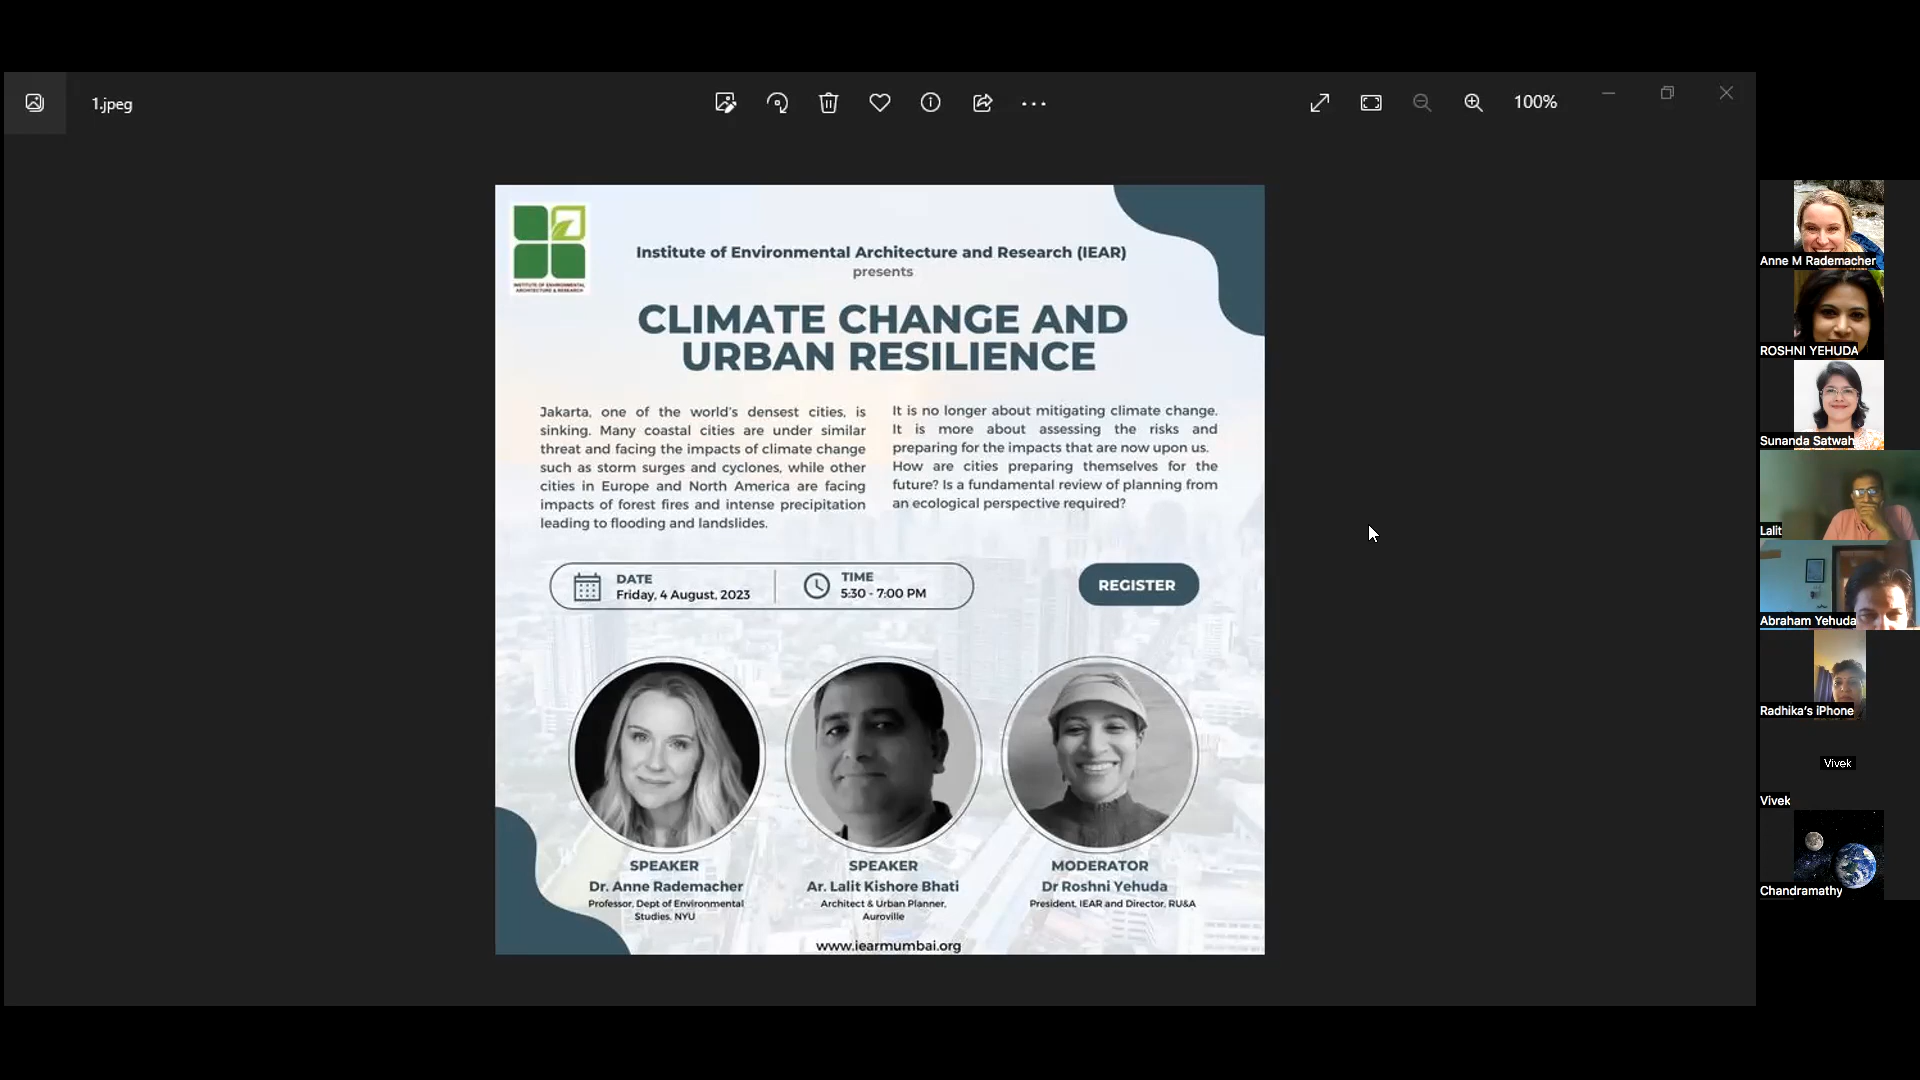 1.jpeg
100%
INSTITUTE OF ENVIRONMENTAL
ARCHITECTURE & RESEARCH
Institute of Environmental Architecture and Research (IEAR)
presents
CLIMATE CHANGE AND
URBAN RESILIENCE
Jakarta, one of the world's densest cities, is
sinking. Many coastal cities are under similar
threat and facing the impacts of climate change
such as storm surges and cyclones, while other
cities in Europe and North America are facing
impacts of forest fires and intense precipitation
leading to flooding and landslides.
It is no longer about mitigating climate change.
It is more about assessing the risks and
preparing for the impacts that are now upon us.
How are cities preparing themselves for the
future? Is a fundamental review of planning from
an ecological perspective required?
DATE
Friday, 4 August, 2023
TIME
5:30 - 7:00 PM
REGISTER
SPEAKER
Dr. Anne Rademacher
Professor, Dept of Environmental
Studies, NYU
SPEAKER
Ar. Lalit Kishore Bhati
Architect & Urban Planner,
Auroville
MODERATOR
Dr Roshni Yehuda
President, IEAR and Director, RU&A
www.iearmumbai.org
Anne M Rademacher
ROSHNI YEHUDA
Sunanda Satwah
Lalit
Abraham Yehuda
Radhika's iPhone
Vivek
Vivek
Chandramathy